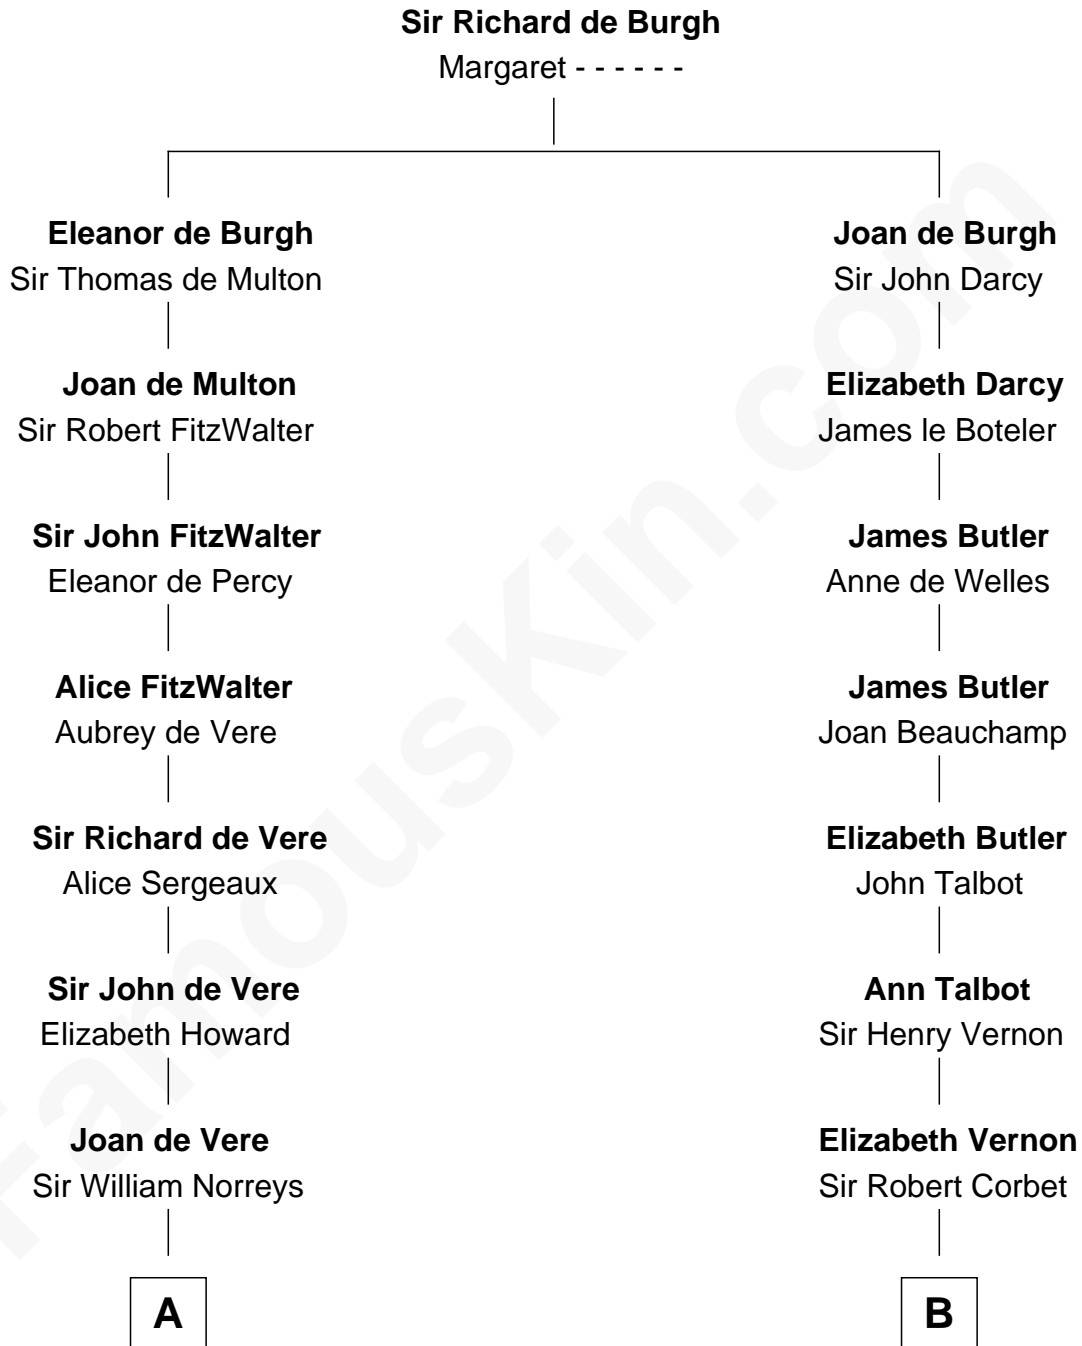 Sir Richard de Burgh
Margaret - - - - - -
Eleanor de Burgh
Sir Thomas de Multon
Joan de Burgh
Sir John Darcy
Joan de Multon
Sir Robert FitzWalter
Elizabeth Darcy
James le Boteler
Sir John FitzWalter
Eleanor de Percy
James Butler
Anne de Welles
Alice FitzWalter
Aubrey de Vere
James Butler
Joan Beauchamp
Sir Richard de Vere
Alice Sergeaux
Elizabeth Butler
John Talbot
Sir John de Vere
Elizabeth Howard
Ann Talbot
Sir Henry Vernon
Joan de Vere
Sir William Norreys
Elizabeth Vernon
Sir Robert Corbet
A
B
FamousKin.com